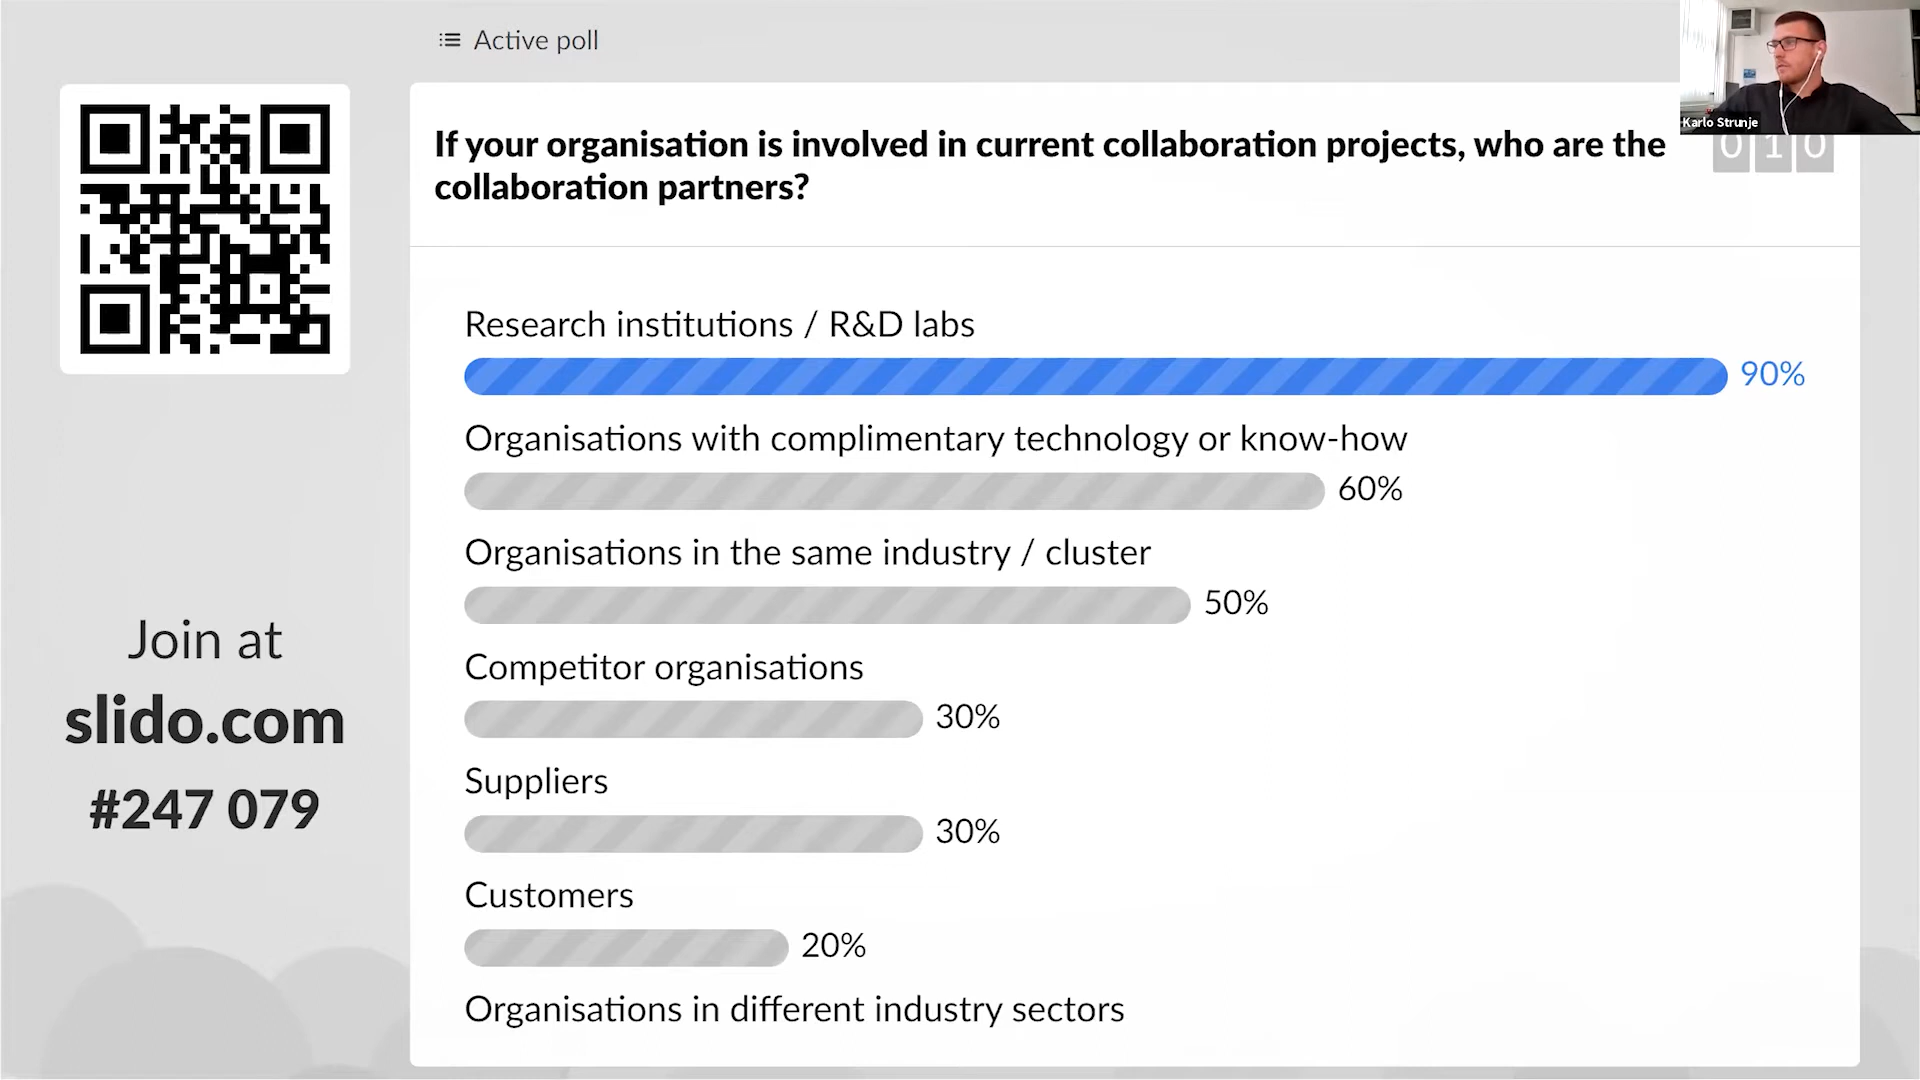 Active poll
Karlo Strunje
If your organisation is involved in current collaboration projects, who are the
collaboration partners?
010
Research institutions / R&D labs
90%
Organisations with complimentary technology or know-how
60%
Organisations in the same industry / cluster
50%
Competitor organisations
30%
Suppliers
30%
Customers
20%
Organisations in different industry sectors
Join at
slido.com
#247 079